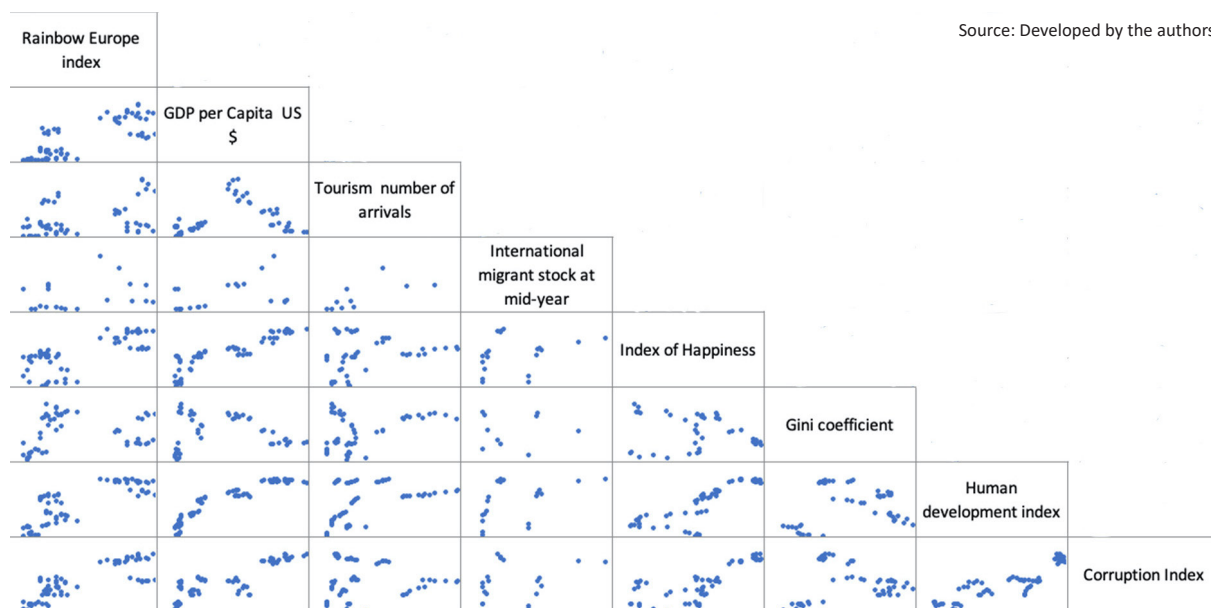 Rainbow Europe
index
Source: Developed by the authors
GDP per Capita US
$
Tourism number of
arrivals
International
migrant stock at
mid-year
Index of Happiness
Gini coefficient
Human
development index
Corruption Index